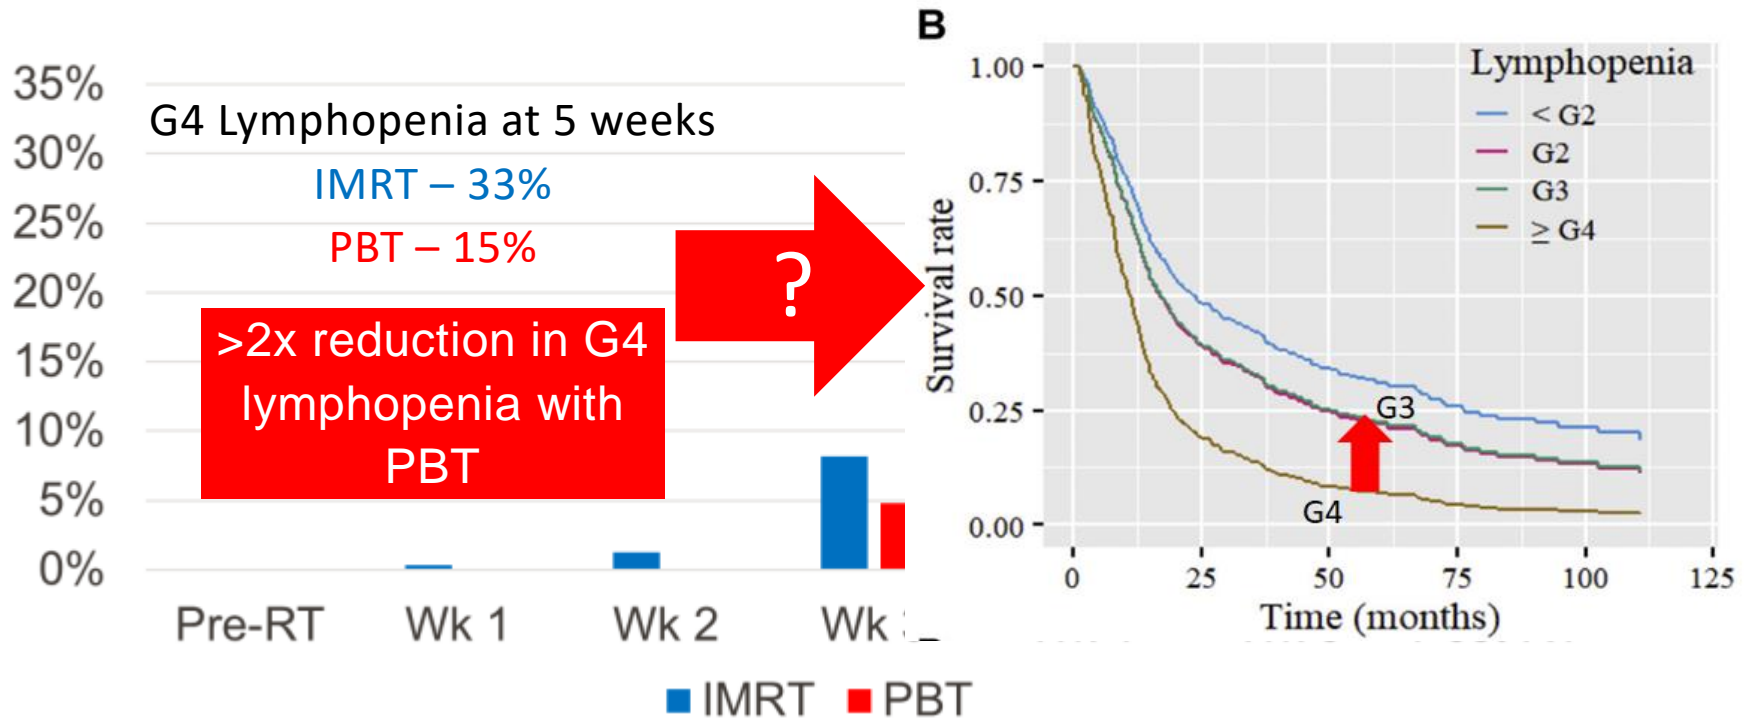 35%
30%
25%
20%
15%
10%
5%
0%
G4 Lymphopenia at 5 weeks
IMRT – 33%
PBT – 15%
>2x reduction in G4
lymphopenia with
PBT
?
Pre-RT Wk 1 Wk 2 Wk
IMRT PBT
B
Survival rate
1.00
0.75
0.50
0.25
0.00
Lymphopenia
< G2
G2
G3
≥ G4
G3
G4
0 25 50 75 100 125
Time (months)